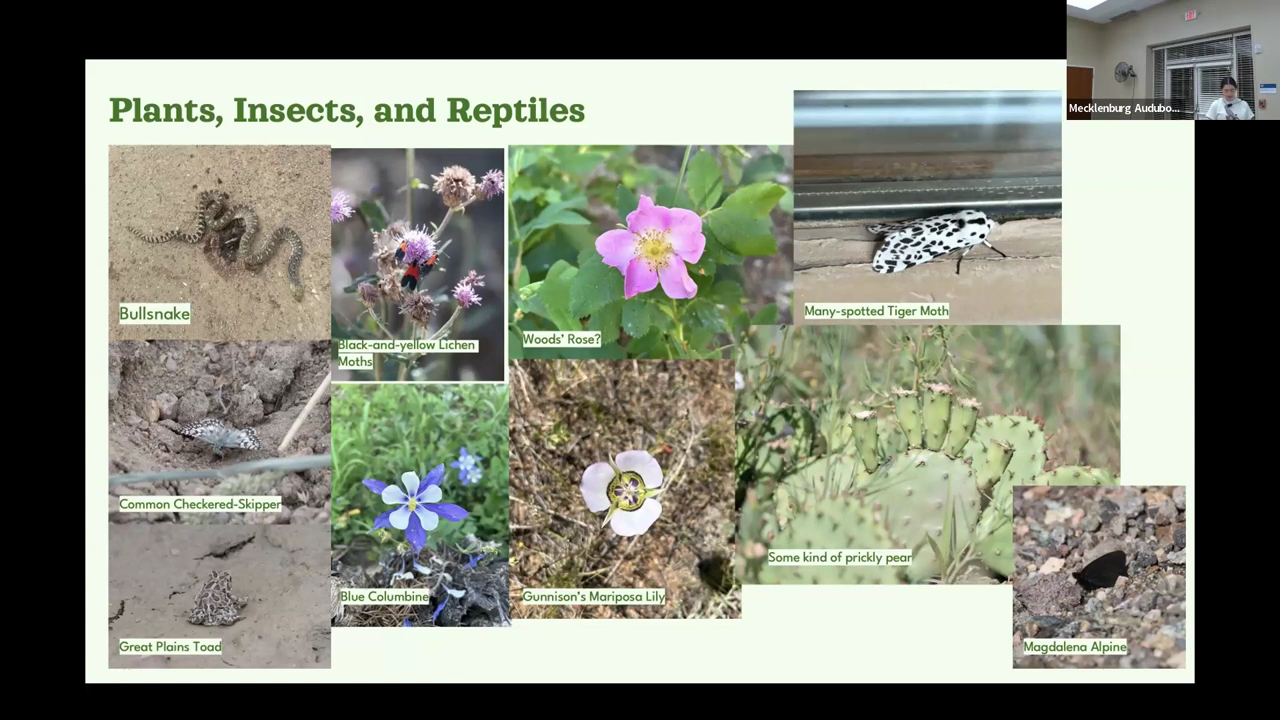 Plants, Insects, and Reptiles
Mecklenburg Audubo...
Bullsnake
Black-and-yellow Lichen
Moths
Woods' Rose?
Many-spotted Tiger Moth
Common Checkered-Skipper
Blue Columbine
Gunnison's Mariposa Lily
Some kind of prickly pear
Great Plains Toad
Magdalena Alpine